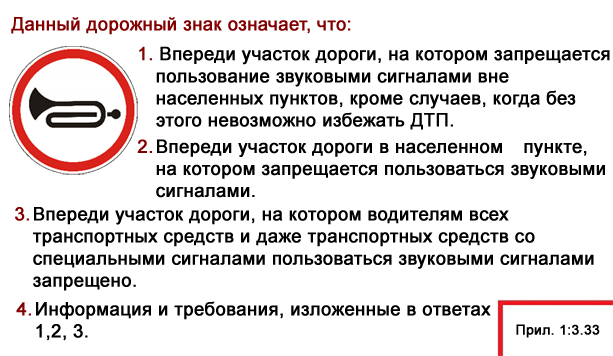 Данный дорожный знак означает, что:
1. Впереди участок дороги, на котором запрещается
пользование звуковыми сигналами вне
населенных пунктов, кроме случаев, когда без
этого невозможно избежать ДТП.
2. Впереди участок дороги в населенном пункте,
на котором запрещается пользоваться звуковыми
сигналами.
3. Впереди участок дороги, на котором водителям всех
транспортных средств и даже транспортных средств со
специальными сигналами пользоваться звуковыми сигналами
запрещено.
4. Информация и требования, изложенные в ответах
1,2, 3.
Прил. 1:3.33